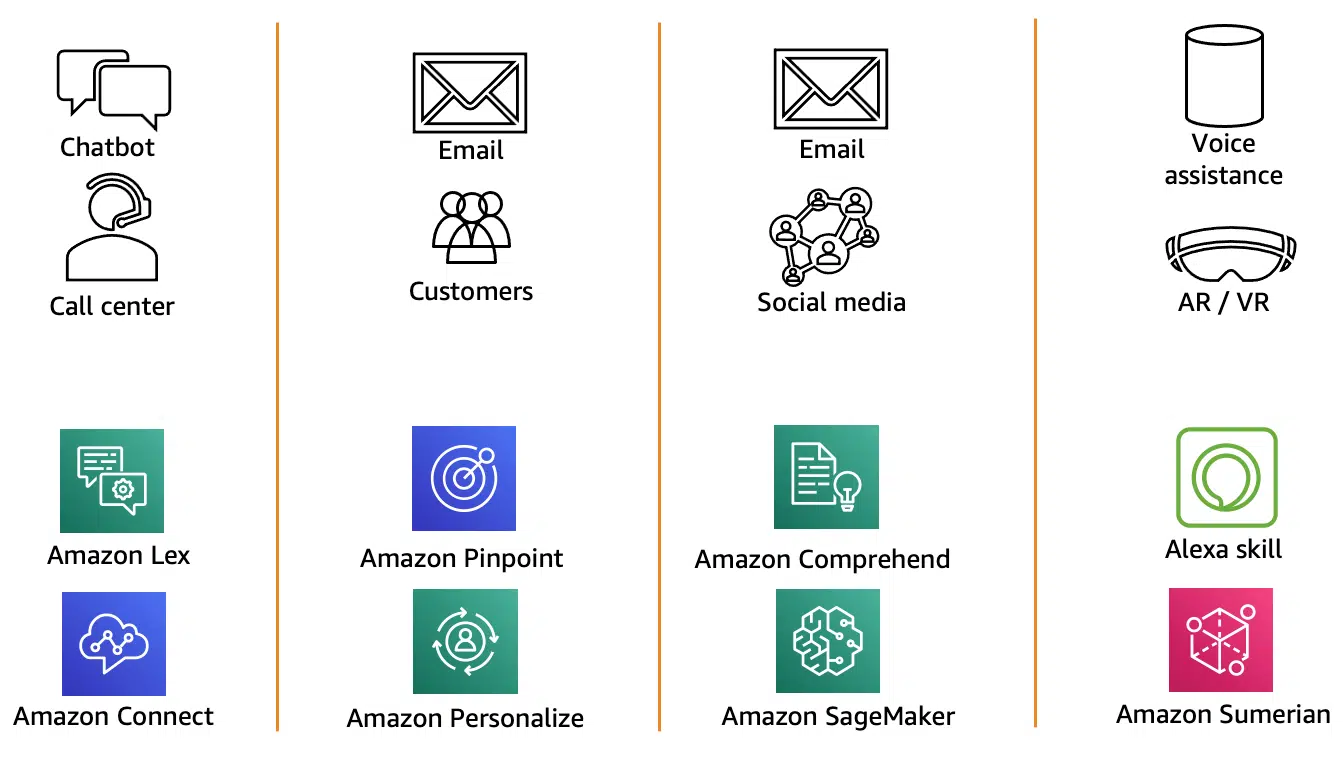 Chatbot
Call center
Amazon Lex
Amazon Connect
Email
Customers
Amazon Pinpoint
Amazon Personalize
Email
Social media
Amazon Comprehend
Amazon SageMaker
Voice
assistance
AR / VR
Alexa skill
Amazon Sumerian